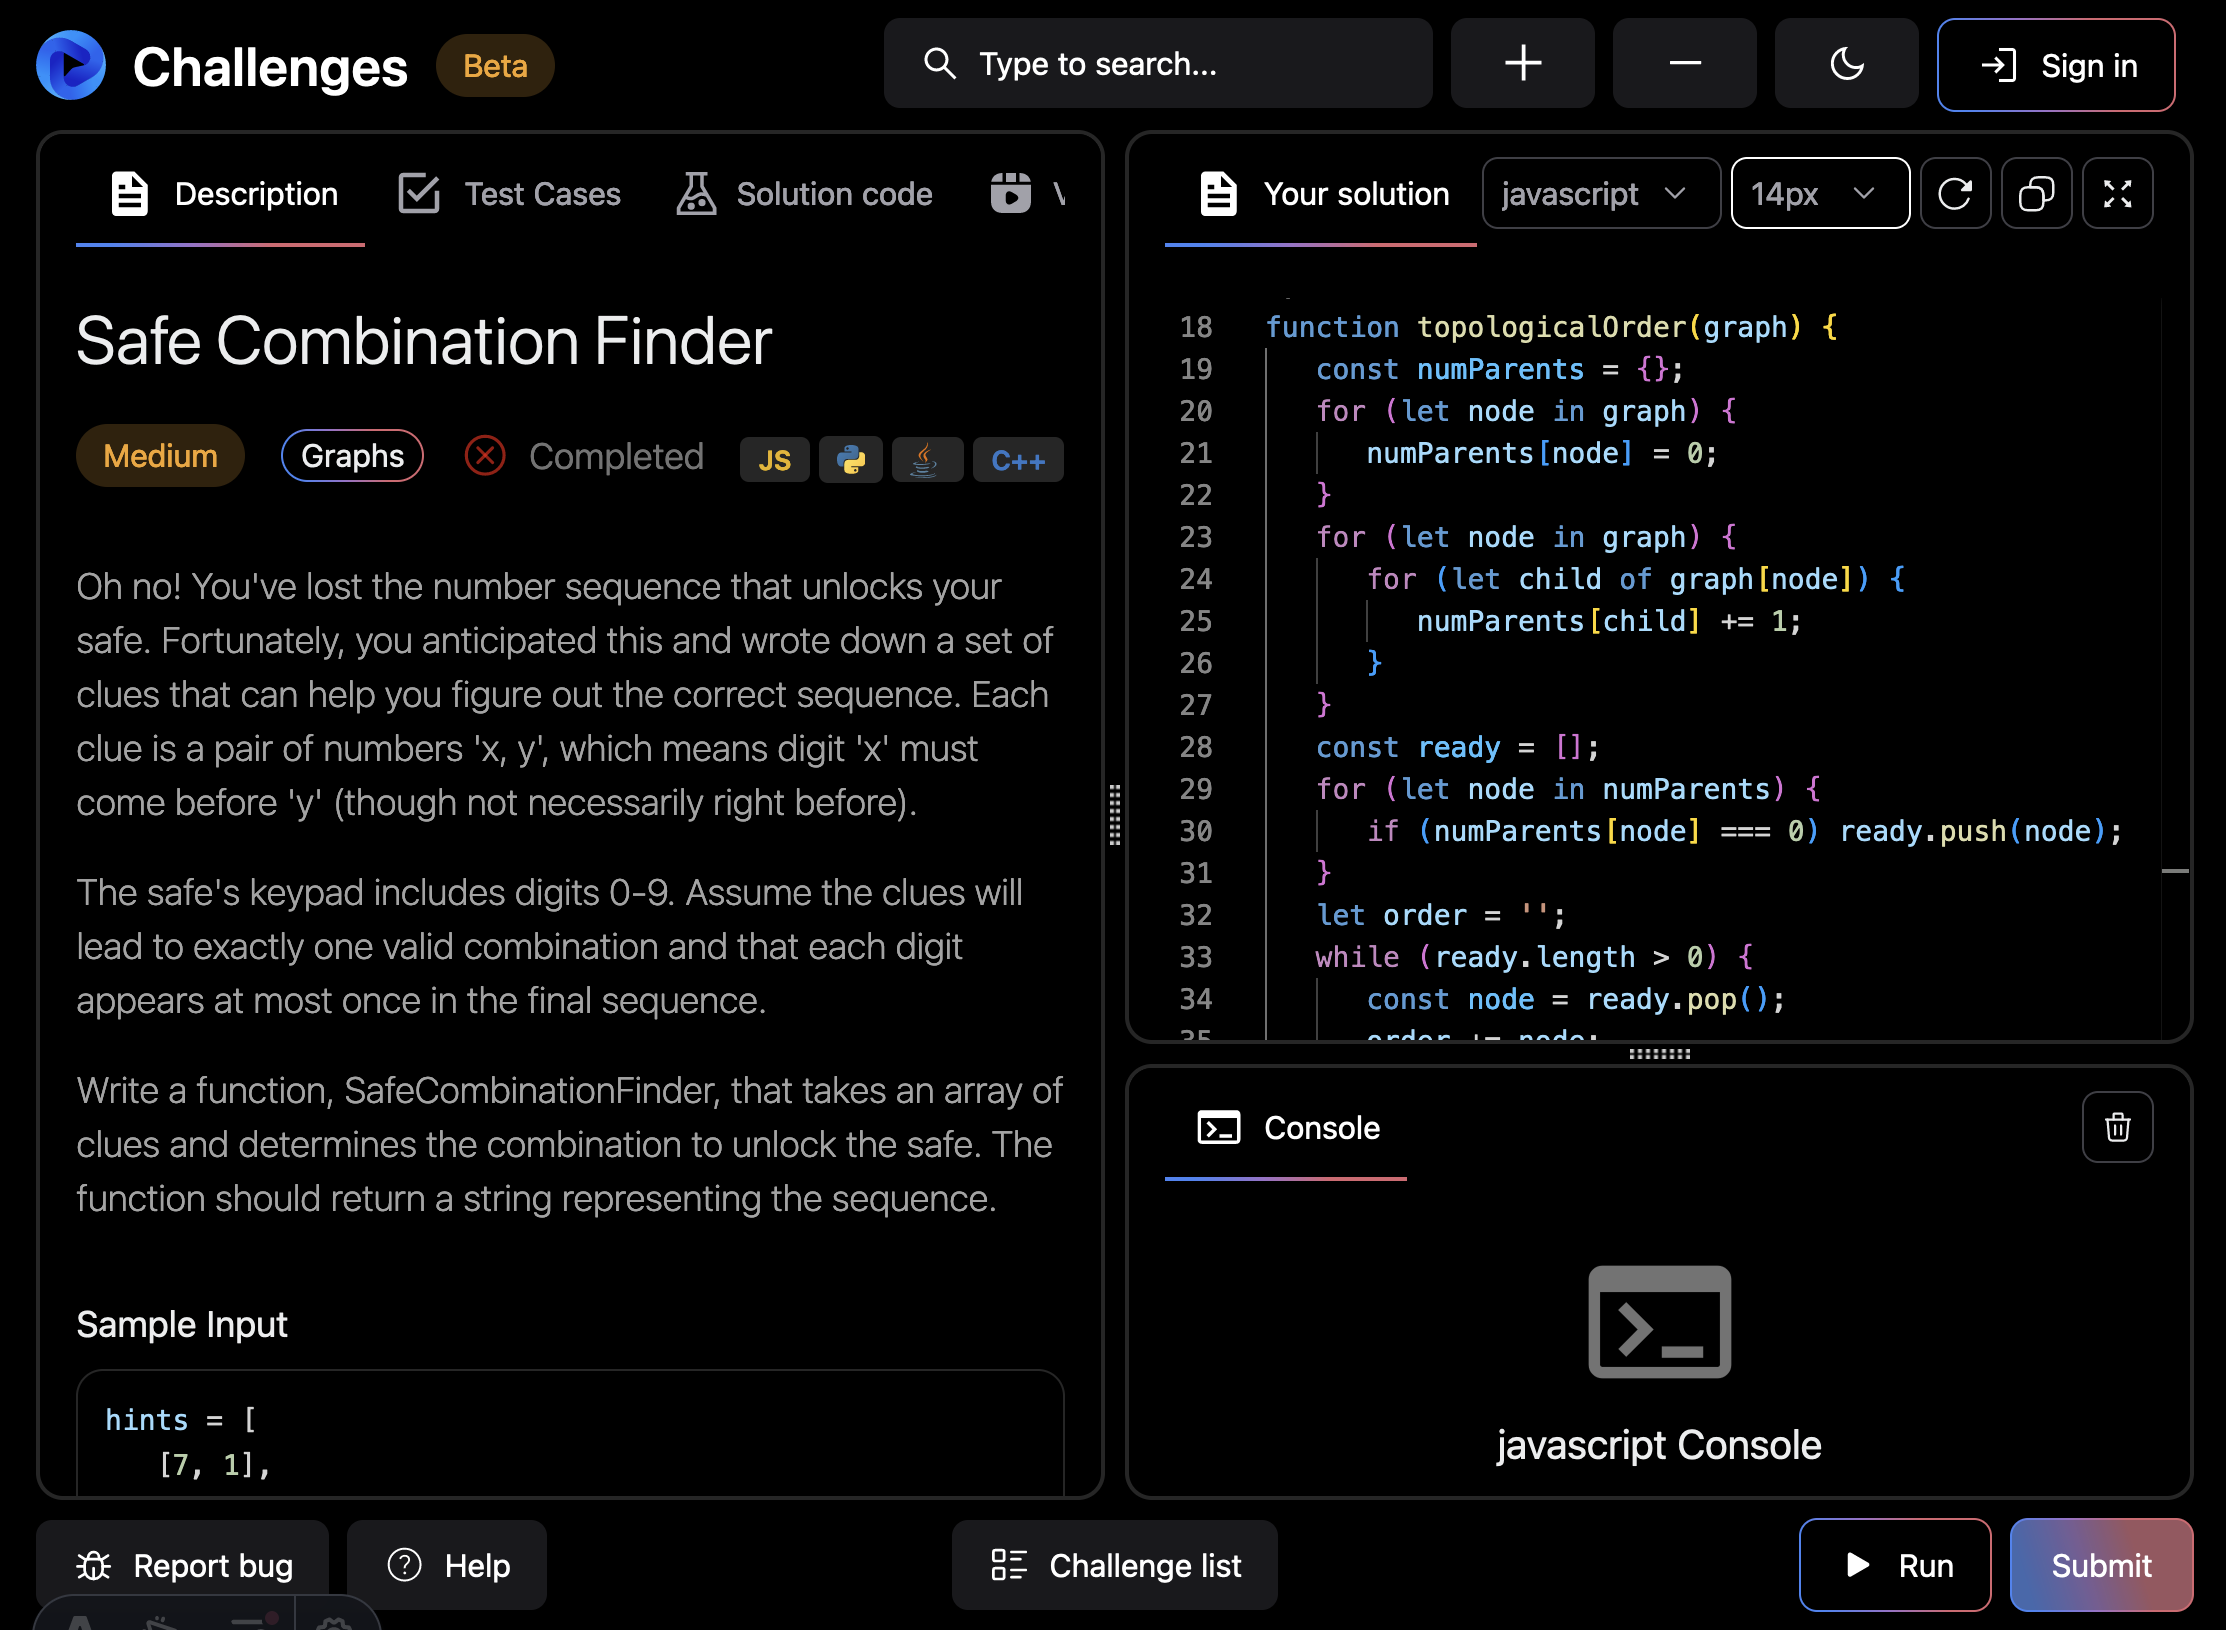 Challenges
Beta
Type to search...
Sign in
Description
Test Cases
Solution code
Safe Combination Finder
Medium
Graphs
Completed
JS
C++
Oh no! You've lost the number sequence that unlocks your
safe. Fortunately, you anticipated this and wrote down a set of
clues that can help you figure out the correct sequence. Each
clue is a pair of numbers 'x, y', which means digit 'x' must
come before 'y' (though not necessarily right before).
The safe's keypad includes digits 0-9. Assume the clues will
lead to exactly one valid combination and that each digit
appears at most once in the final sequence.
Write a function, SafeCombinationFinder, that takes an array of
clues and determines the combination to unlock the safe. The
function should return a string representing the sequence.
Sample Input
hints = [
[7, 1],
Your solution
javascript
14px
18 function topologicalOrder(graph) {
19 const numParents = {};
20 for (let node in graph) {
21 numParents[node] = 0;
22 }
23 for (let node in graph) {
24 for (let child of graph[node]) {
25 numParents[child] += 1;
26 }
27 }
28 const ready = [];
29 for (let node in numParents) {
30 if (numParents[node] === 0) ready.push(node);
31 }
32 let order = '';
33 while (ready.length > 0) {
34 const node = ready.pop();
35 order += node;
Console
javascript Console
Report bug
Help
Challenge list
Run
Submit